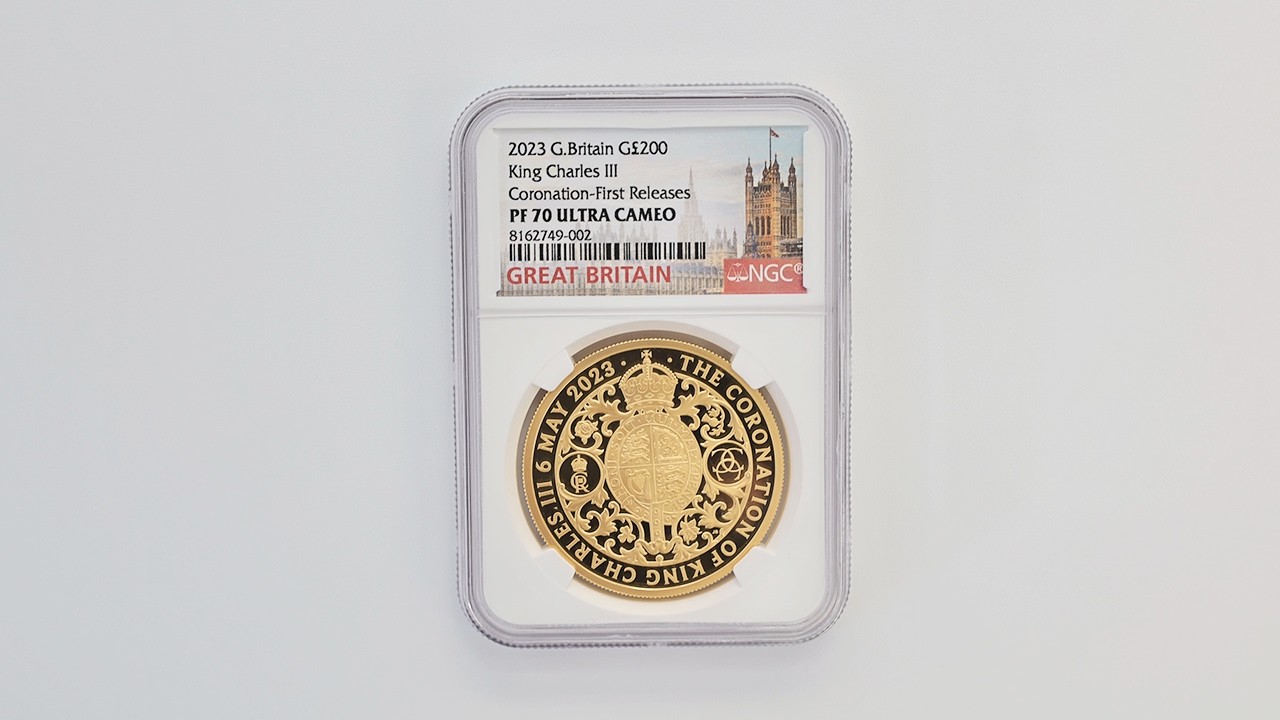 2023 G.Britain G£200
King Charles III
Coronation-First Releases
PF 70 ULTRA CAMEO
8162749-002
GREAT BRITAIN
NGC®
· THE CORONATION OF KING CHARLES III 6 MAY 2023 ·